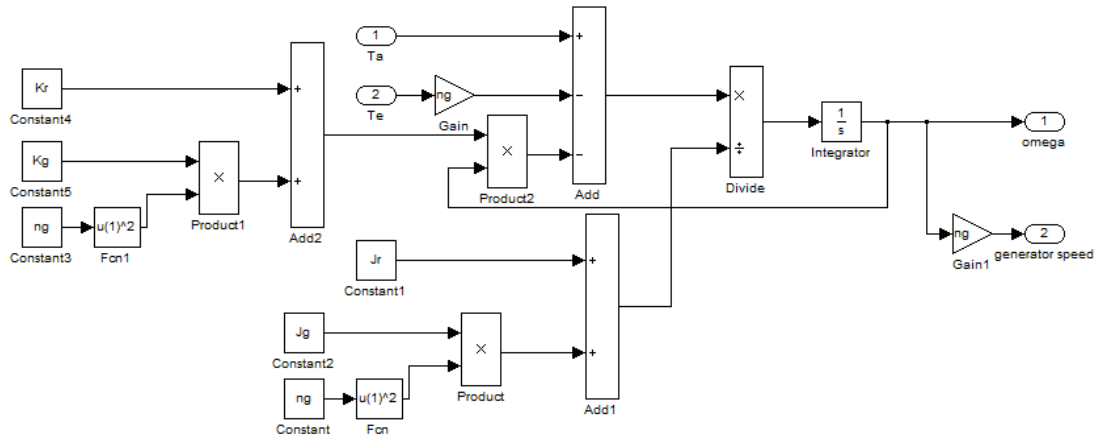 1
Ta
2
Te
ng
Gain
+
−
−
Add
Kr
Constant4
Kg
Constant5
ng
Constant3
u(1)^2
Fcn1
×
Product1
+
+
Add2
×
Product2
×
÷
Divide
1
s
Integrator
1
omega
ng
Gain1
2
generator speed
Jr
Constant1
Jg
Constant2
ng
Constant
u(1)^2
Fcn
×
Product
+
+
Add1